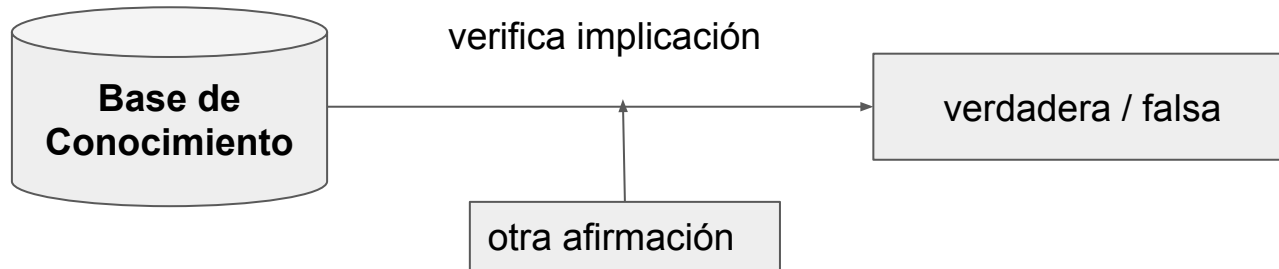 verifica implicación
Base de
Conocimiento
verdadera / falsa
otra afirmación